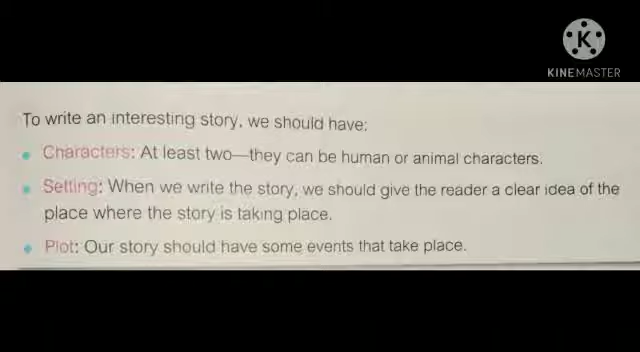 K
KINEMASTER
To write an interesting story, we should have:
Characters: At least two—they can be human or animal characters.
Setting: When we write the story, we should give the reader a clear idea of the
place where the story is taking place.
Plot: Our story should have some events that take place.